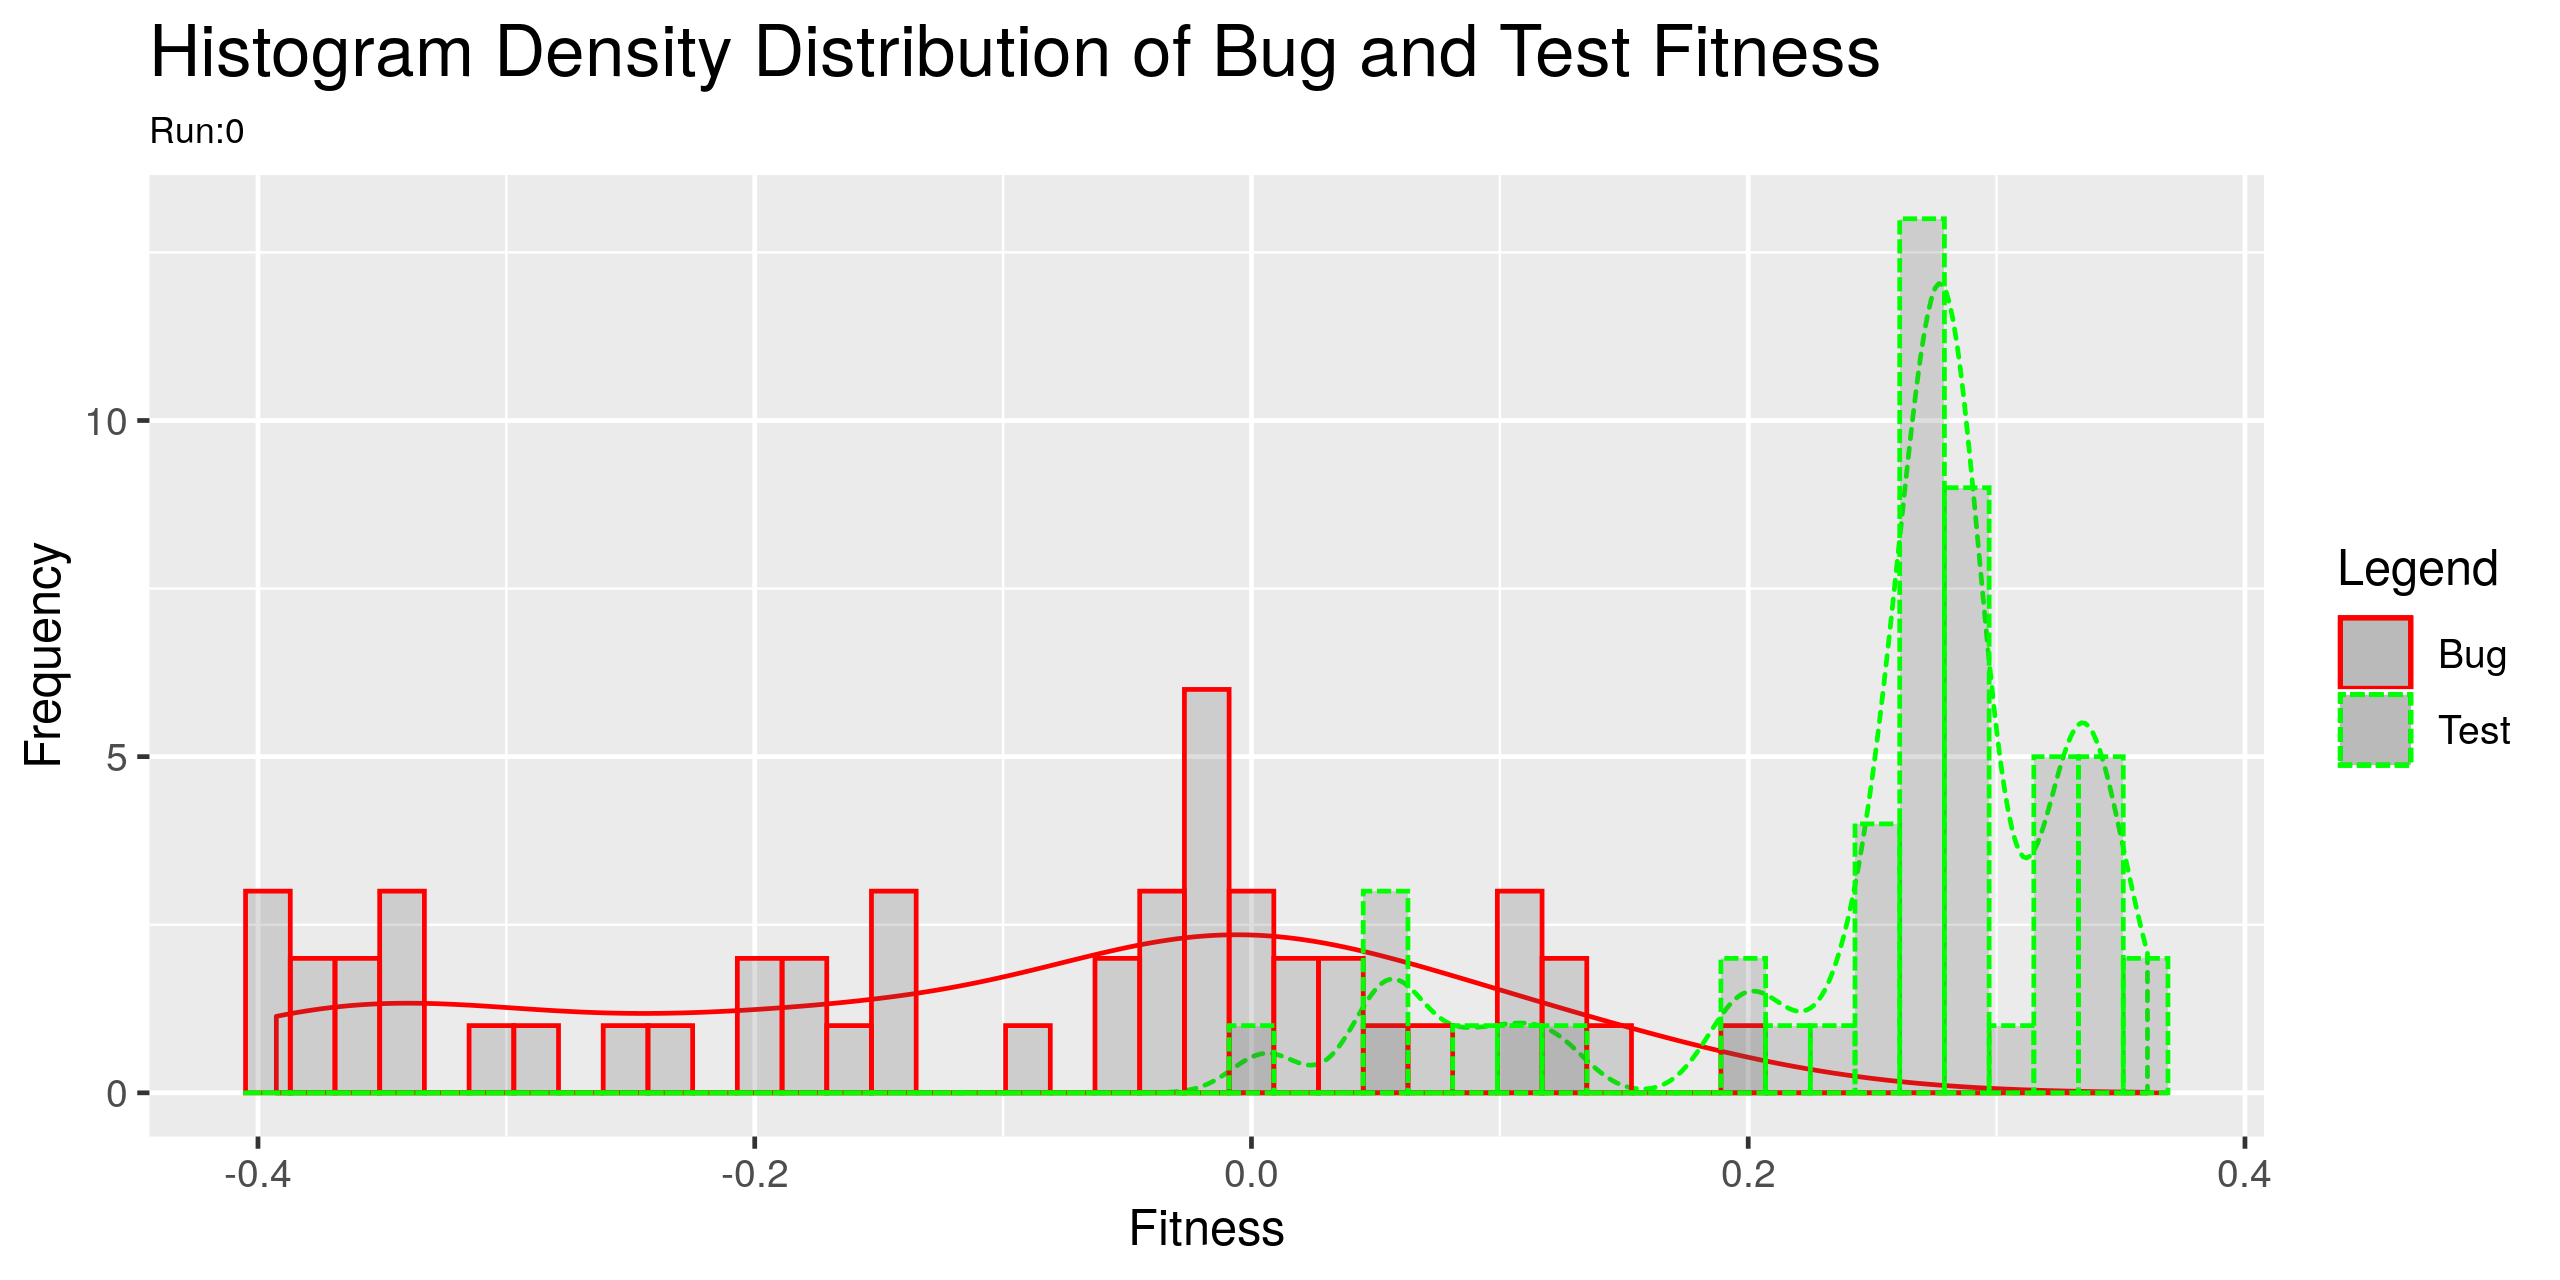 Histogram Density Distribution of Bug and Test Fitness
Run:0
10
5
0
Frequency
-0.4
-0.2
0.0
0.2
0.4
Fitness
Legend
Bug
Test